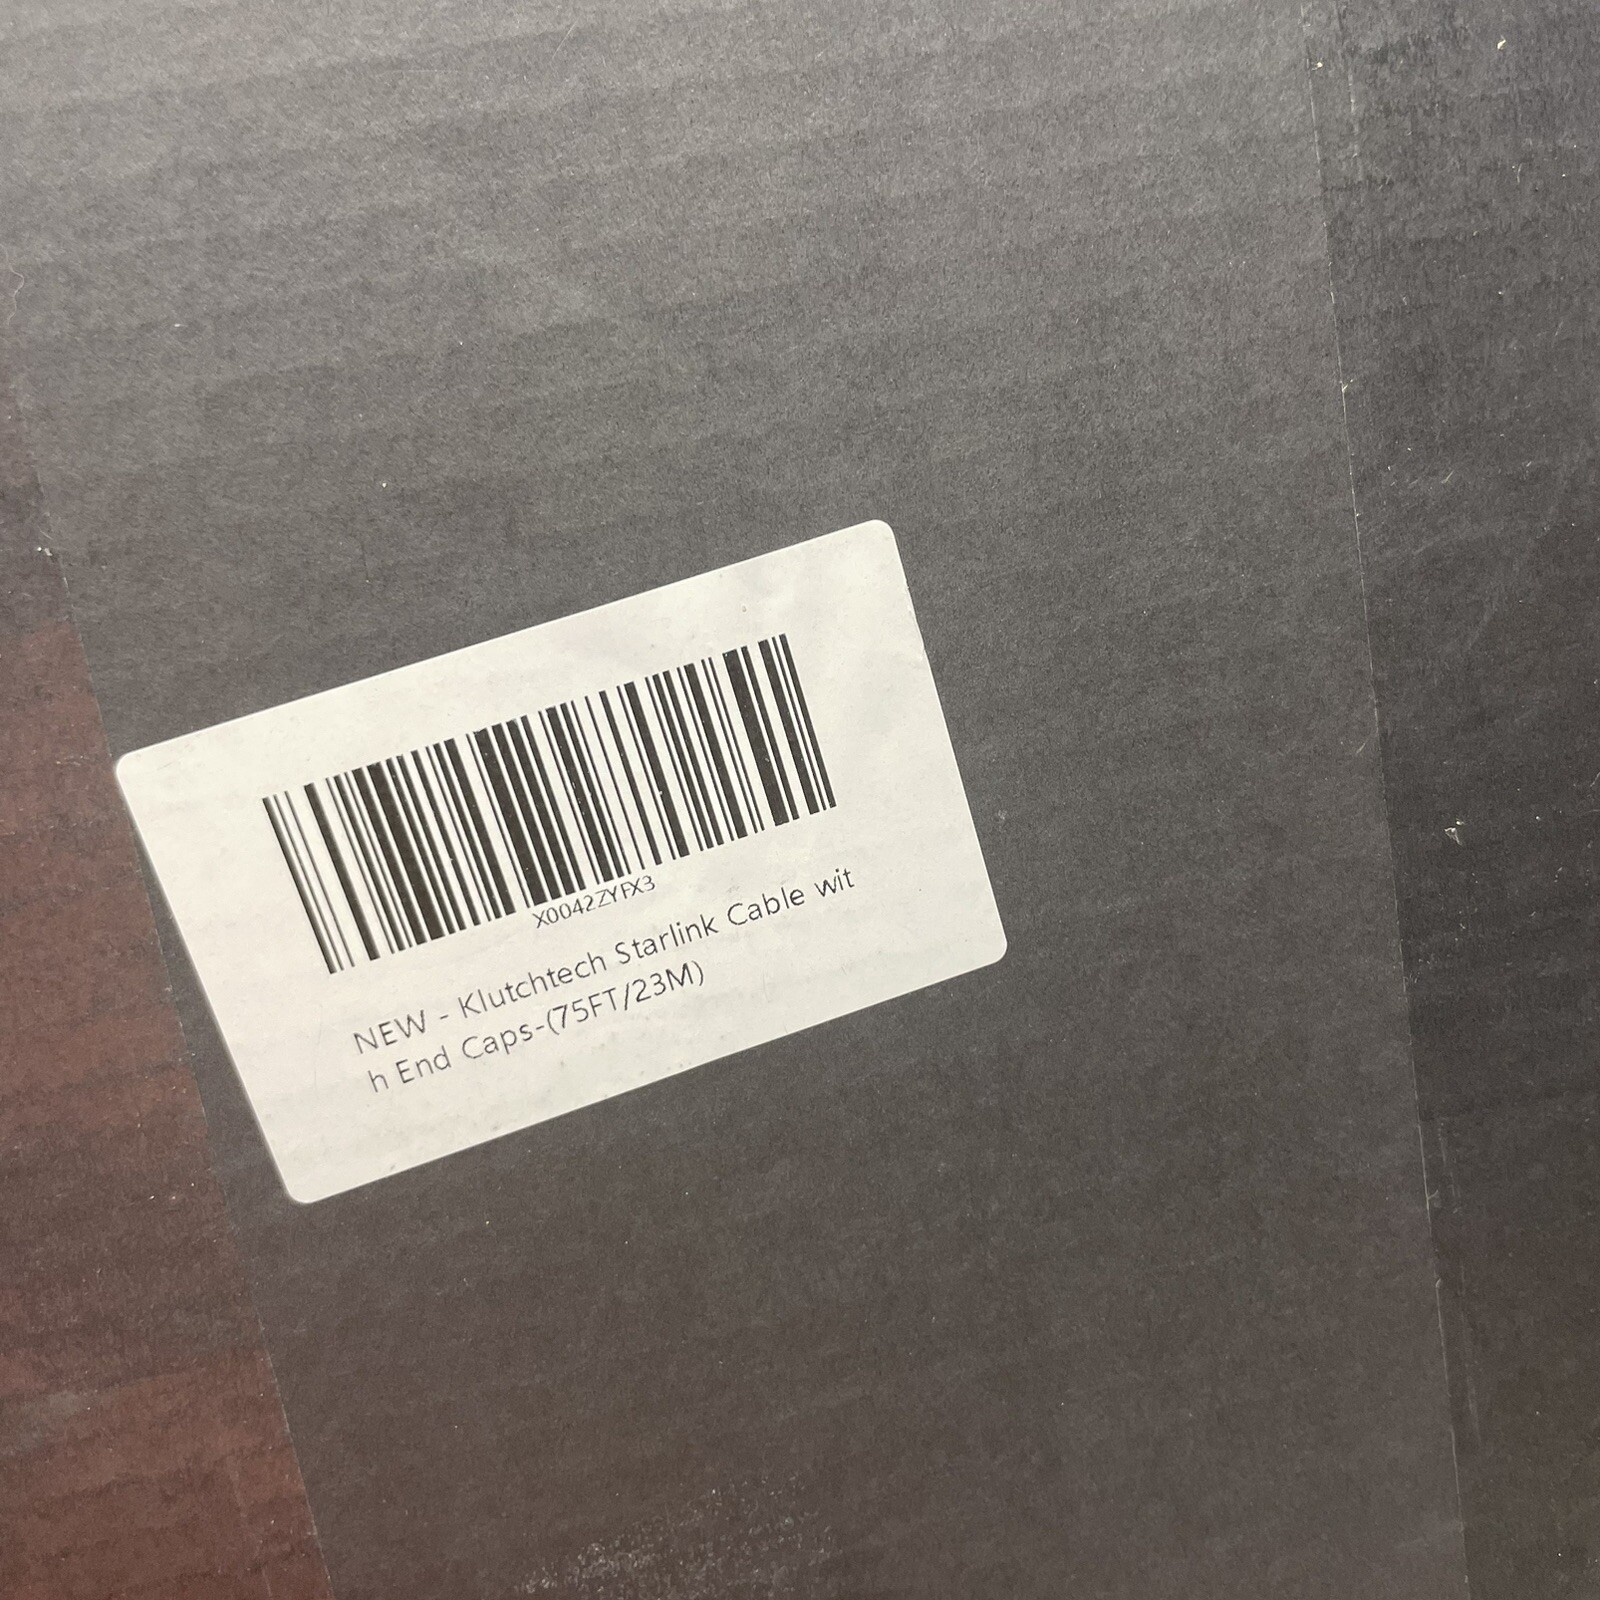 X0042ZYFX3
NEW - Klutchtech Starlink Cable wit
h End Caps-(75FT/23M)